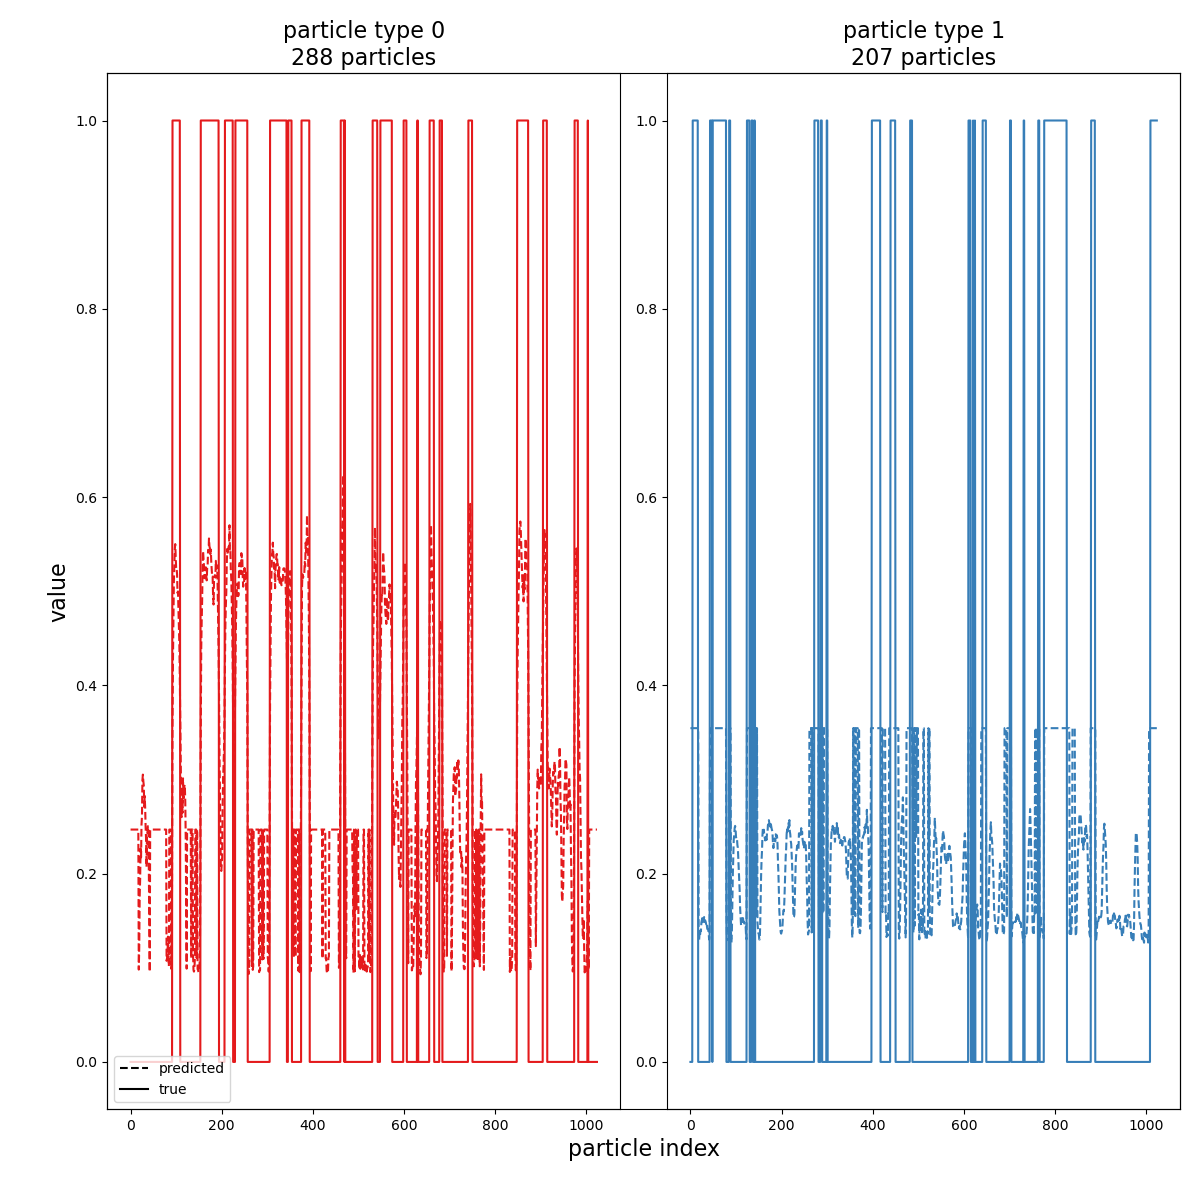 particle type 0
288 particles
particle type 1
207 particles
1.0
0.8
0.6
0.4
0.2
0.0
value
1.0
0.8
0.6
0.4
0.2
0.0
predicted
true
0 200 400 600 800 1000
0 200 400 600 800 1000
particle index